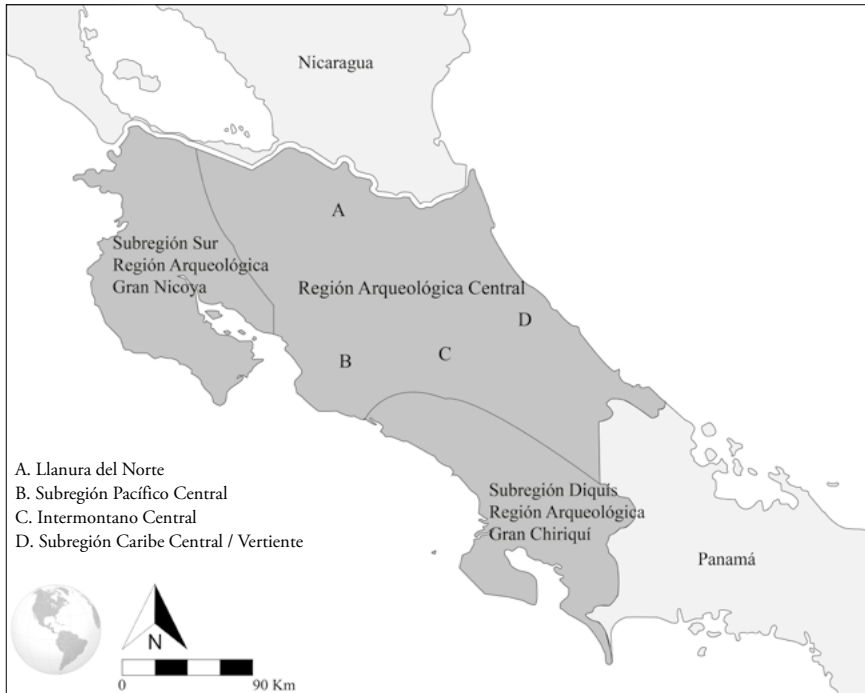 Nicaragua
A
Subregión Sur
Región Arqueológica
Gran Nicoya
Región Arqueológica Central
D
B
C
A. Llanura del Norte
B. Subregión Pacífico Central
C. Intermontano Central
D. Subregión Caribe Central / Vertiente
Subregión Diquís
Región Arqueológica
Gran Chiriquí
Panamá
N
0 90 Km